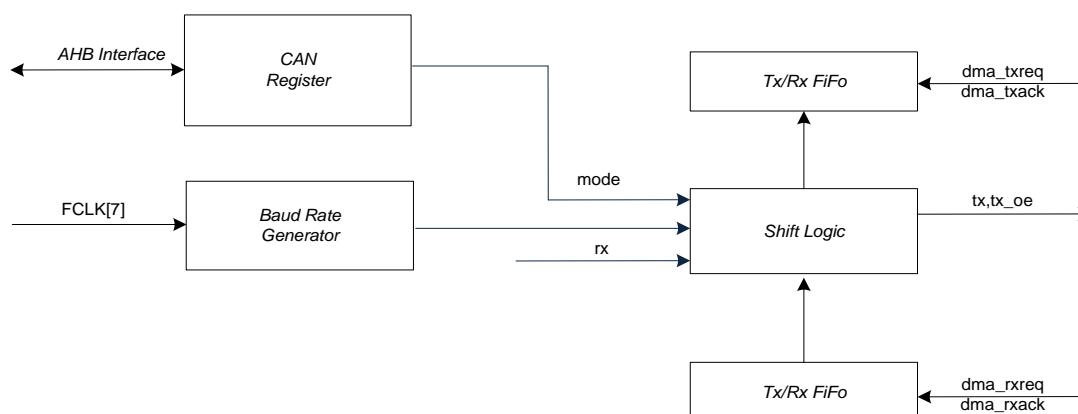 AHB Interface
CAN
Register
Tx/Rx FiFo
dma_txreq
dma_txack
mode
FCLK[7]
Baud Rate
Generator
Shift Logic
tx,tx_oe
rx
Tx/Rx FiFo
dma_rxreq
dma_rxack